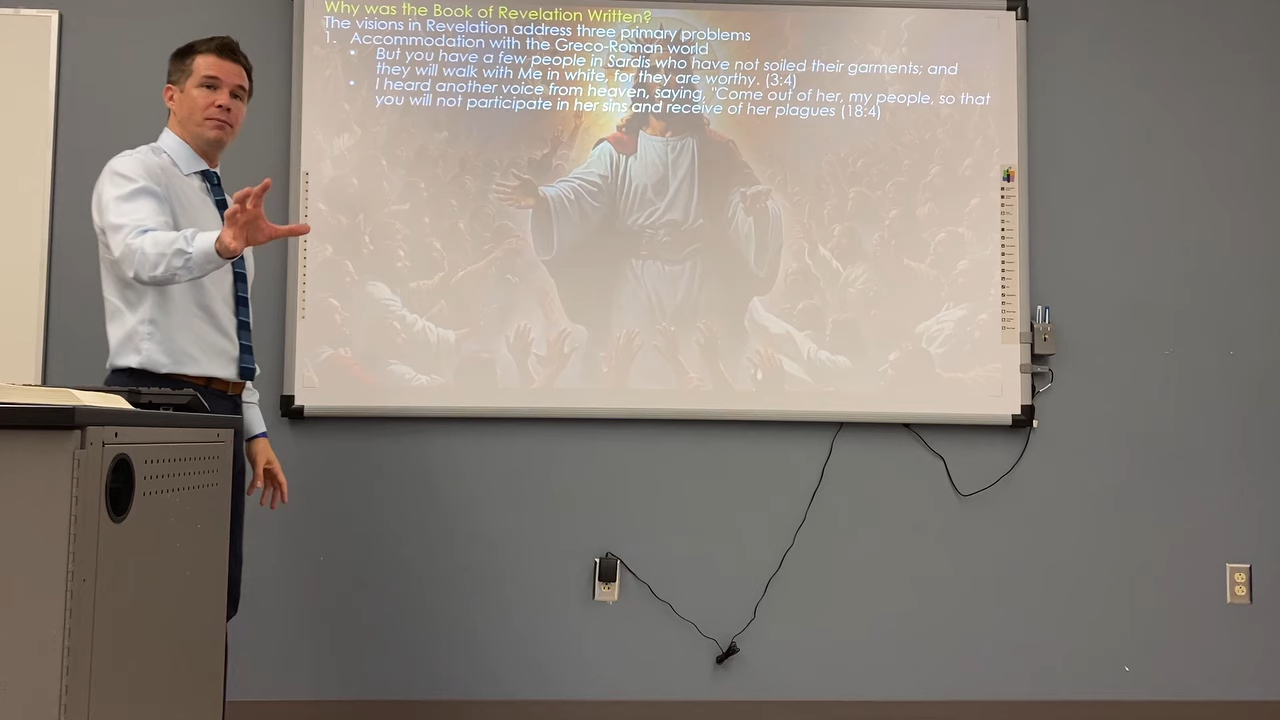 Why was the Book of Revelation Written?
The visions in Revelation address three primary problems
1. Accommodation with the Greco-Roman world
• But you have a few people in Sardis who have not soiled their garments; and
they will walk with Me in white, for they are worthy. (3:4)
• I heard another voice from heaven, saying, "Come out of her, my people, so that
you will not participate in her sins and receive of her plagues (18:4)